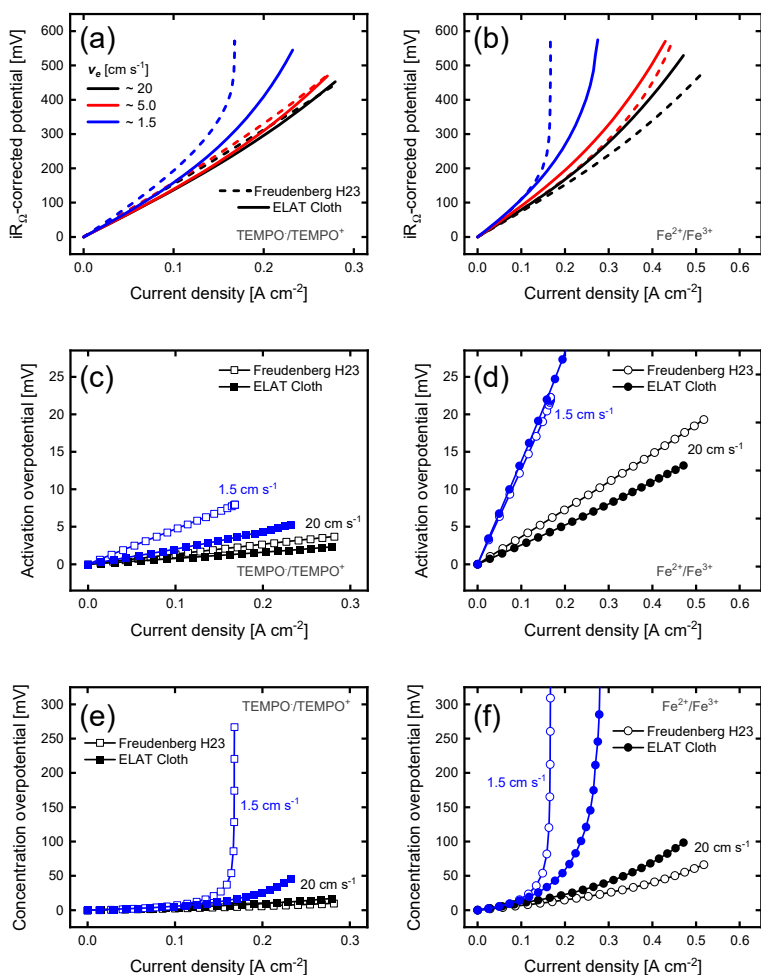 (a)
iR_Ω-corrected potential [mV]
600
500
400
300
200
100
0
v_e [cm s⁻¹]
~ 20
~ 5.0
~ 1.5
Freudenberg H23
ELAT Cloth
TEMPO·/TEMPO⁺
0.0 0.1 0.2 0.3
Current density [A cm⁻²]
(b)
iR_Ω-corrected potential [mV]
600
500
400
300
200
100
0
Fe²⁺/Fe³⁺
0.0 0.1 0.2 0.3 0.4 0.5 0.6
Current density [A cm⁻²]
(c)
Activation overpotential [mV]
25
20
15
10
5
0
Freudenberg H23
ELAT Cloth
1.5 cm s⁻¹
20 cm s⁻¹
TEMPO·/TEMPO⁺
0.0 0.1 0.2 0.3
Current density [A cm⁻²]
(d)
Activation overpotential [mV]
25
20
15
10
5
0
Freudenberg H23
ELAT Cloth
1.5 cm s⁻¹
20 cm s⁻¹
Fe²⁺/Fe³⁺
0.0 0.1 0.2 0.3 0.4 0.5 0.6
Current density [A cm⁻²]
(e)
Concentration overpotential [mV]
300
250
200
150
100
50
0
TEMPO·/TEMPO⁺
Freudenberg H23
ELAT Cloth
1.5 cm s⁻¹
20 cm s⁻¹
0.0 0.1 0.2 0.3
Current density [A cm⁻²]
(f)
Concentration overpotential [mV]
300
250
200
150
100
50
0
Fe²⁺/Fe³⁺
Freudenberg H23
ELAT Cloth
1.5 cm s⁻¹
20 cm s⁻¹
0.0 0.1 0.2 0.3 0.4 0.5 0.6
Current density [A cm⁻²]